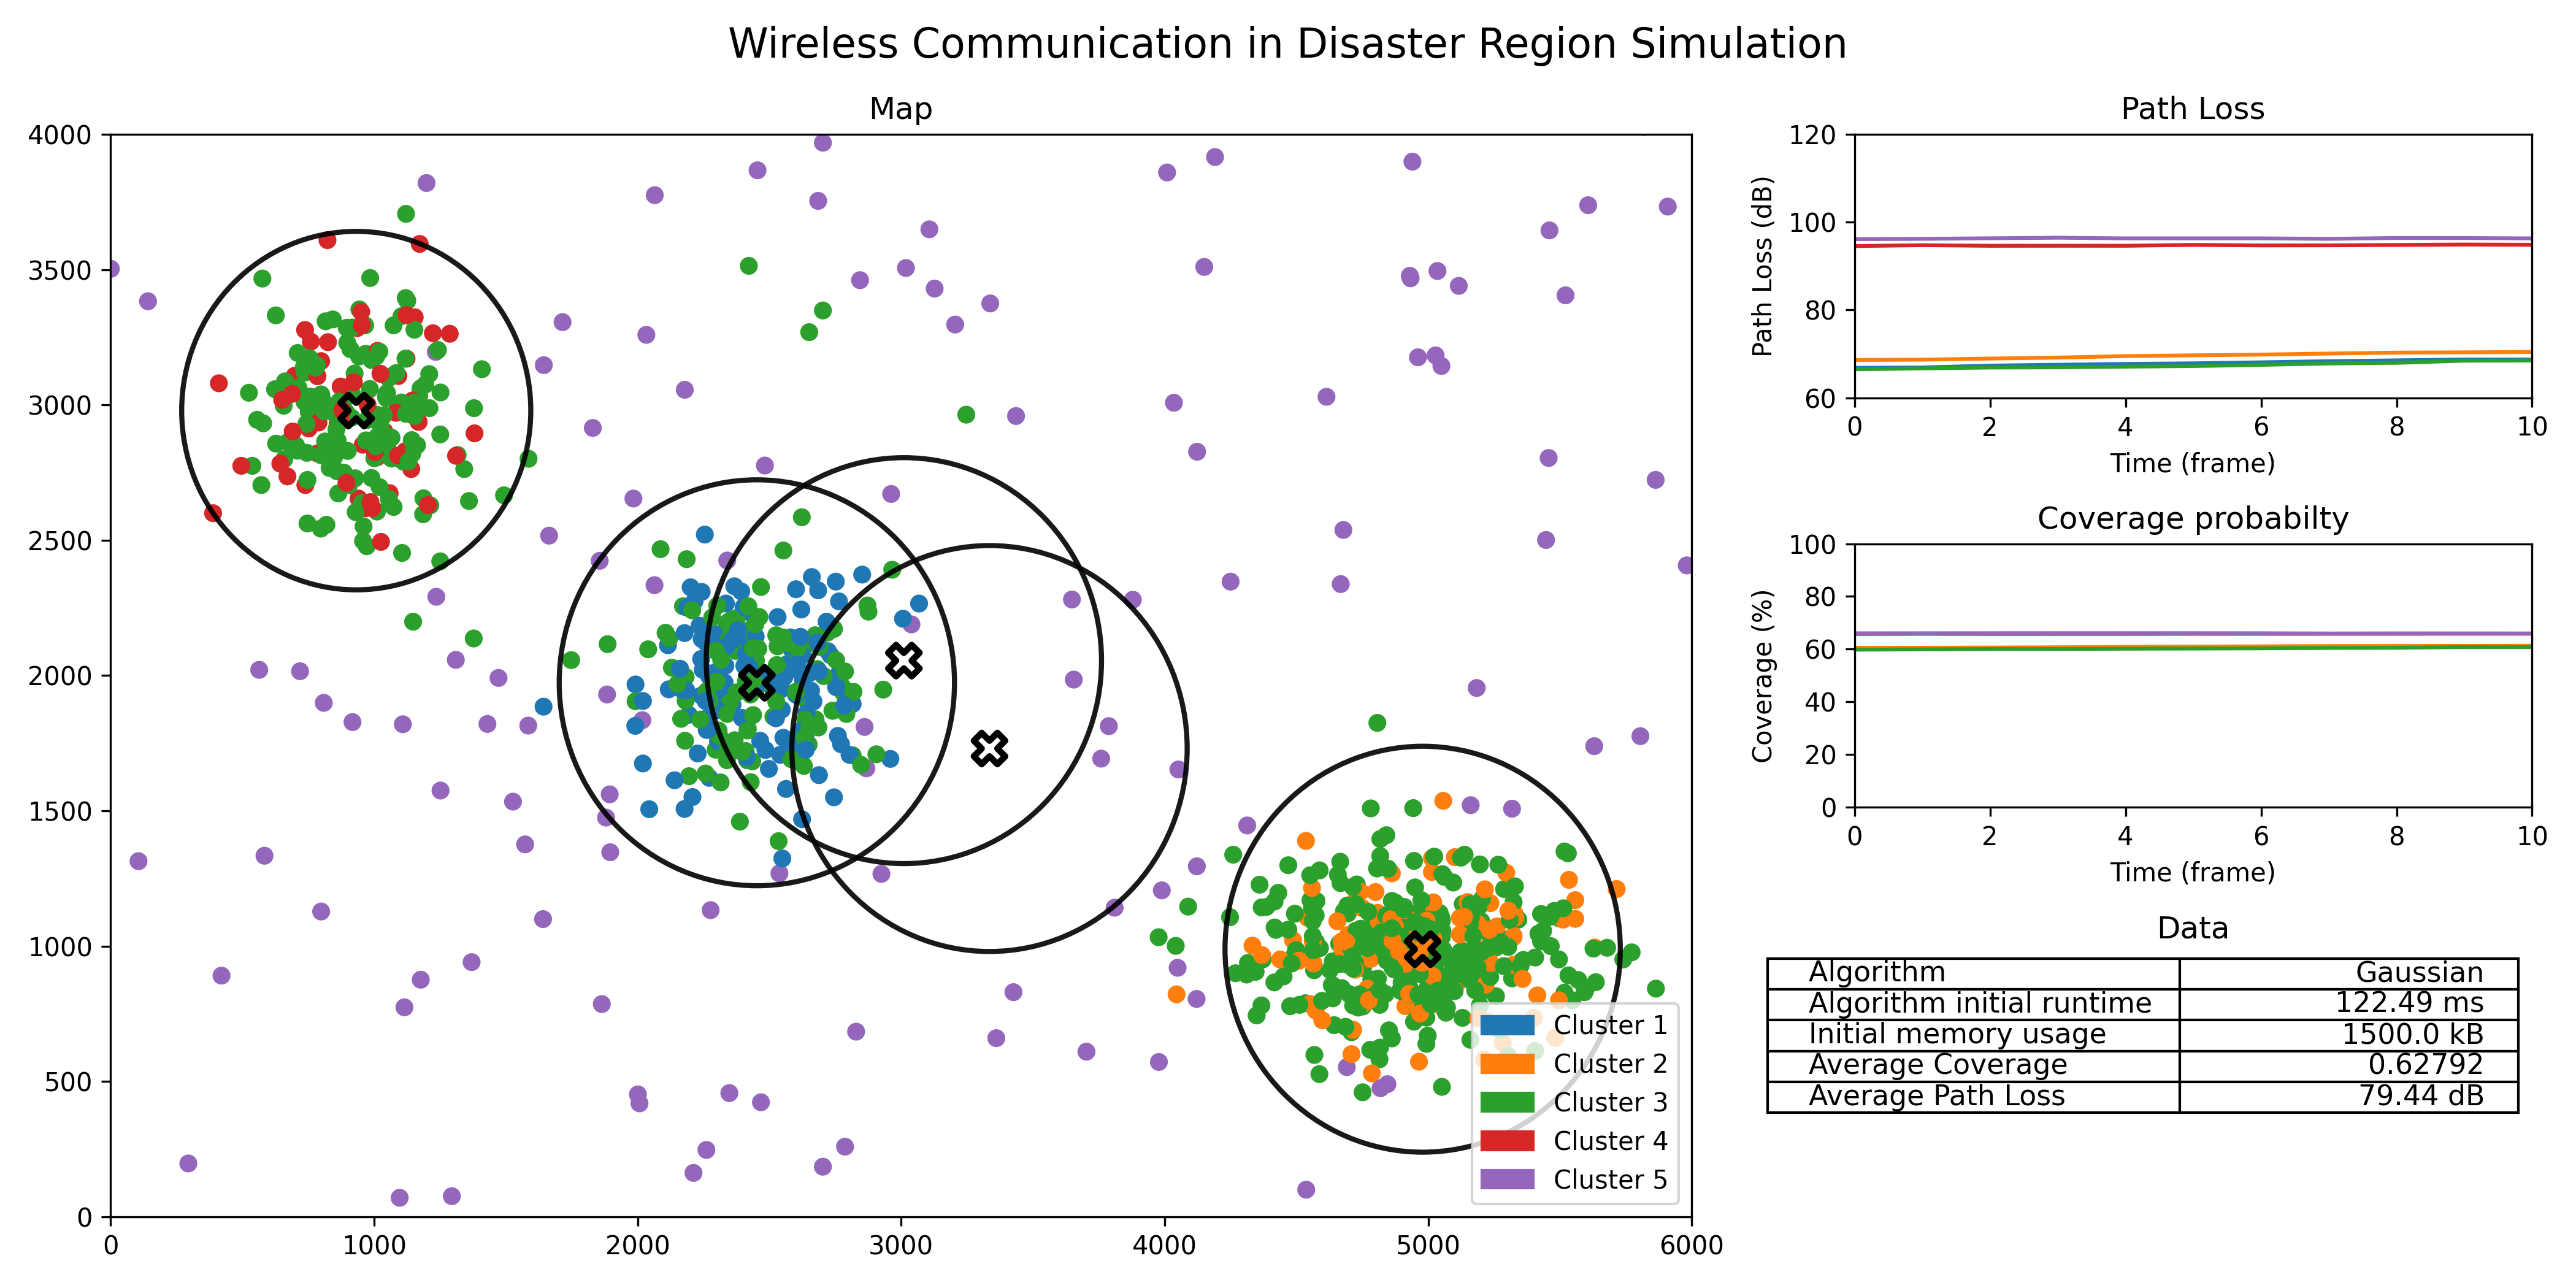 Wireless Communication in Disaster Region Simulation
Map
4000
3500
3000
2500
2000
1500
1000
500
0
0 1000 2000 3000 4000 5000 6000
Cluster 1
Cluster 2
Cluster 3
Cluster 4
Cluster 5
Path Loss
Path Loss (dB)
120
100
80
60
0 2 4 6 8 10
Time (frame)
Coverage probabilty
Coverage (%)
100
80
60
40
20
0
0 2 4 6 8 10
Time (frame)
Data
Algorithm Gaussian
Algorithm initial runtime 122.49 ms
Initial memory usage 1500.0 kB
Average Coverage 0.62792
Average Path Loss 79.44 dB